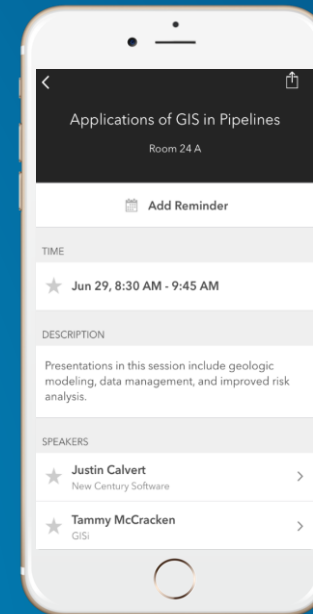 Applications of GIS in Pipelines
Room 24 A
Add Reminder
TIME
Jun 29, 8:30 AM - 9:45 AM
DESCRIPTION
Presentations in this session include geologic
modeling, data management, and improved risk
analysis.
SPEAKERS
Justin Calvert
New Century Software
Tammy McCracken
GISi